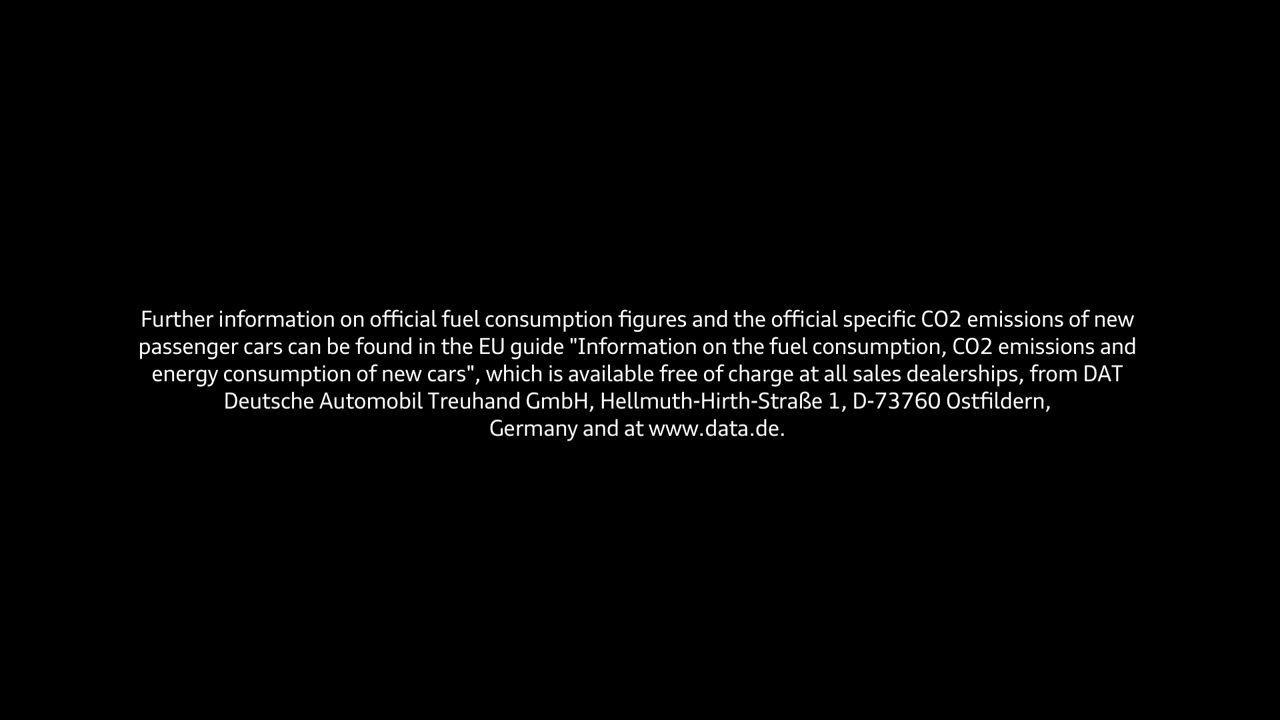 Further information on official fuel consumption figures and the official specific CO2 emissions of new
passenger cars can be found in the EU guide "Information on the fuel consumption, CO2 emissions and
energy consumption of new cars", which is available free of charge at all sales dealerships, from DAT
Deutsche Automobil Treuhand GmbH, Hellmuth-Hirth-Straße 1, D-73760 Ostfildern,
Germany and at www.data.de.